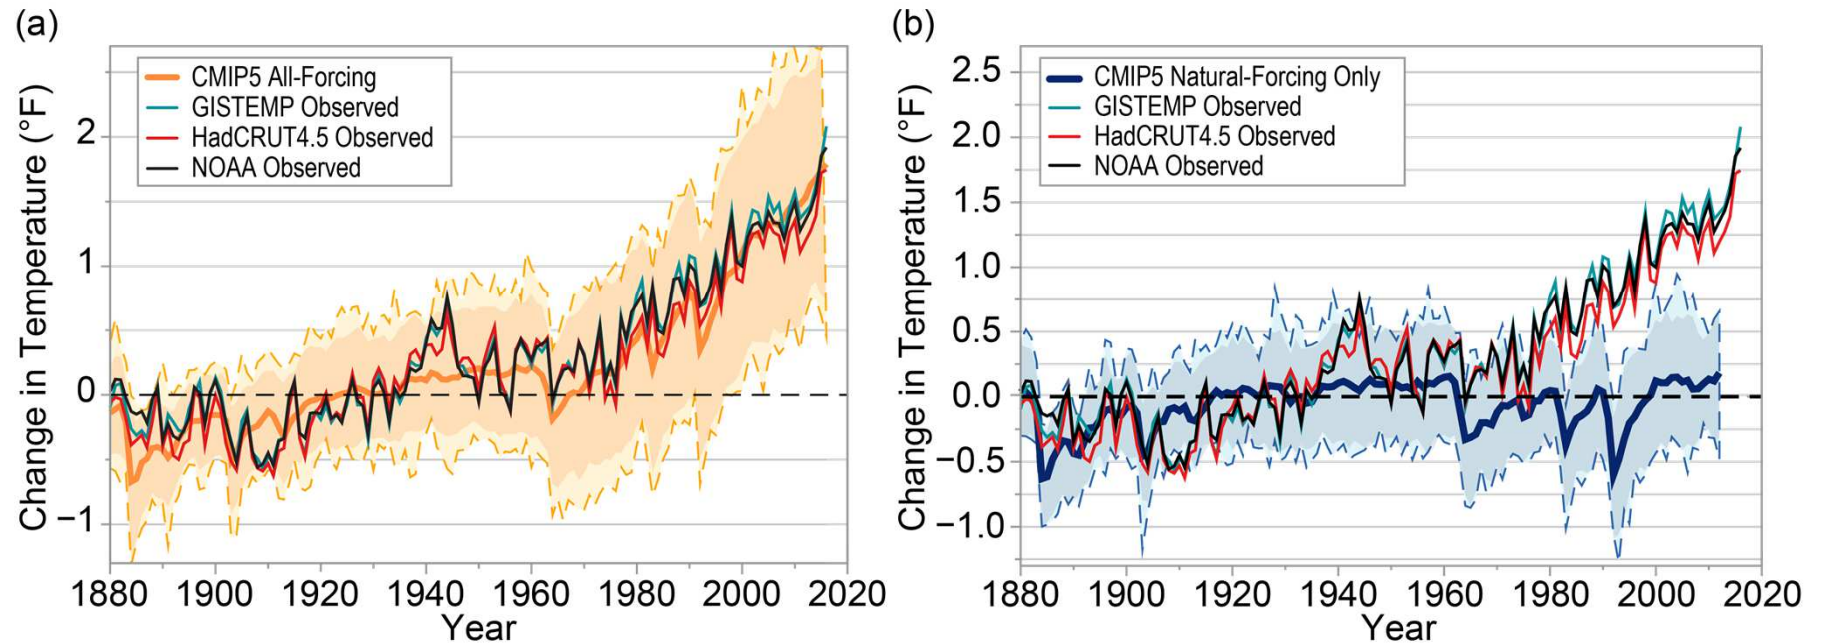 (a)
CMIP5 All-Forcing
GISTEMP Observed
HadCRUT4.5 Observed
NOAA Observed
Change in Temperature (°F)
2
1
0
−1
1880 1900 1920 1940 1960 1980 2000 2020
Year
(b)
CMIP5 Natural-Forcing Only
GISTEMP Observed
HadCRUT4.5 Observed
NOAA Observed
Change in Temperature (°F)
2.5
2.0
1.5
1.0
0.5
0.0
−0.5
−1.0
1880 1900 1920 1940 1960 1980 2000 2020
Year